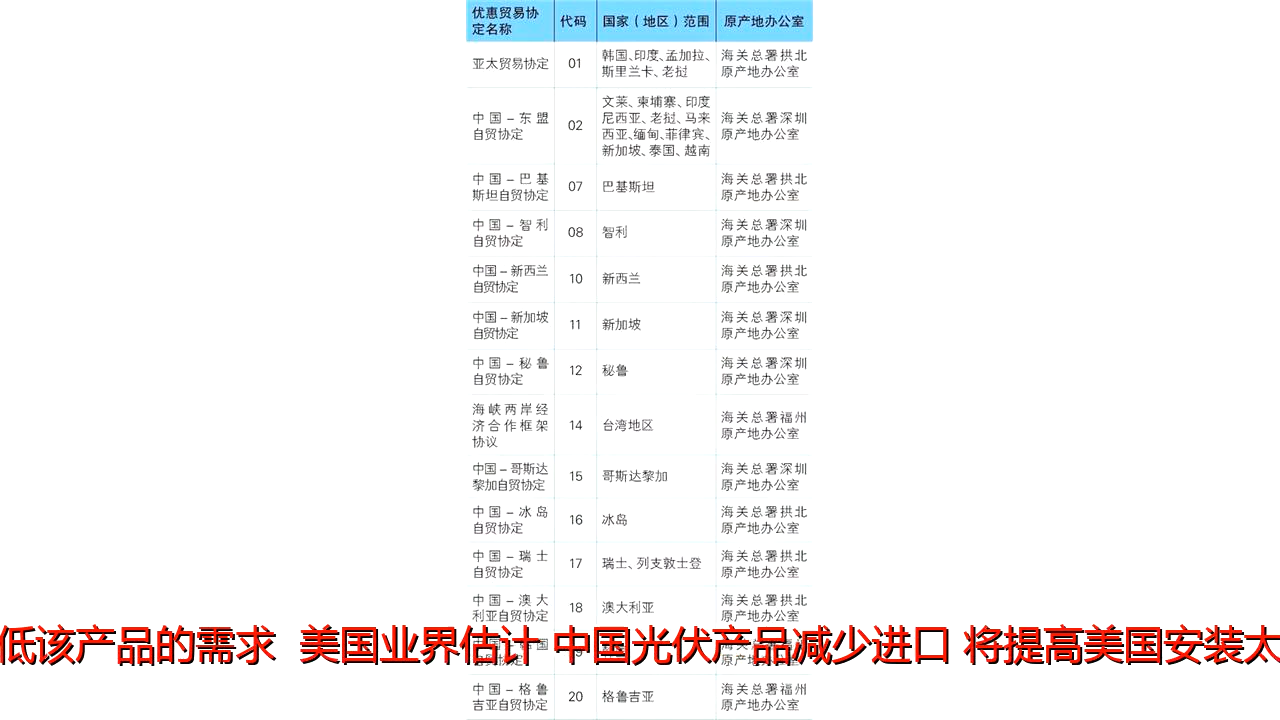 优惠贸易协
定名称
代码
国家（地区）范围
原产地办公室
亚太贸易协定
01
韩国、印度、孟加拉、
斯里兰卡、老挝
海关总署拱北
原产地办公室
中国–东盟
自贸协定
02
文莱、柬埔寨、印度
尼西亚、老挝、马来
西亚、缅甸、菲律宾、
新加坡、泰国、越南
海关总署深圳
原产地办公室
中国–巴基
斯坦自贸协定
07
巴基斯坦
海关总署拱北
原产地办公室
中国–智利
自贸协定
08
智利
海关总署深圳
原产地办公室
中国–新西兰
自贸协定
10
新西兰
海关总署拱北
原产地办公室
中国–新加坡
自贸协定
11
新加坡
海关总署深圳
原产地办公室
中国–秘鲁
自贸协定
12
秘鲁
海关总署深圳
原产地办公室
海峡两岸经
济合作框架
协议
14
台湾地区
海关总署福州
原产地办公室
中国–哥斯达
黎加自贸协定
15
哥斯达黎加
海关总署深圳
原产地办公室
中国–冰岛
自贸协定
16
冰岛
海关总署拱北
原产地办公室
中国–瑞士
自贸协定
17
瑞士、列支敦士登
海关总署拱北
原产地办公室
中国–澳大
利亚自贸协定
18
澳大利亚
海关总署拱北
原产地办公室
低该产品的需求 美国业界估计 中国光伏产品减少进口 将提高美国安装太
中国–格鲁
吉亚自贸协定
20
格鲁吉亚
海关总署福州
原产地办公室